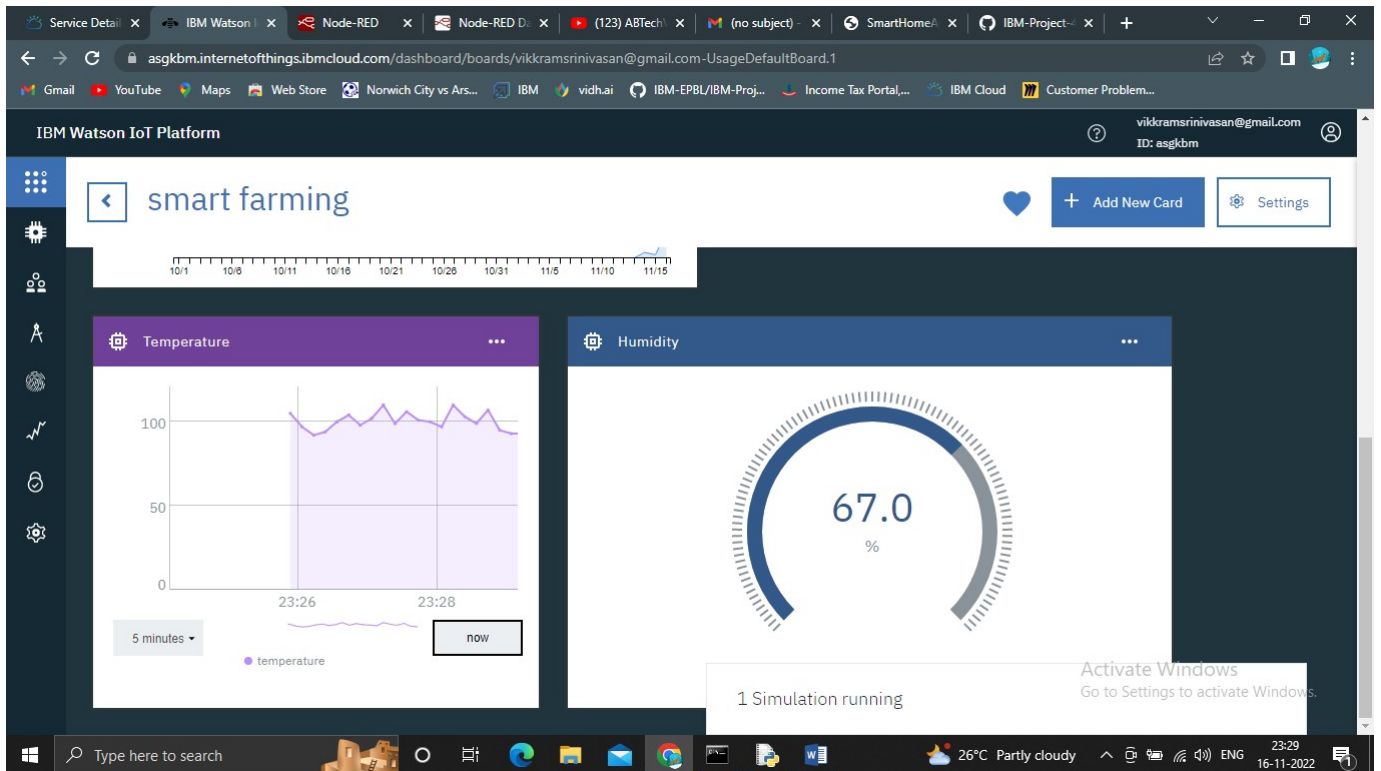 Service Detail
IBM Watson I
Node-RED
Node-RED Da
(123) ABTech\
(no subject) -
SmartHomeA
IBM-Project-4
asgkbm.internetofthings.ibmcloud.com/dashboard/boards/vikkramsrinivasan@gmail.com-UsageDefaultBoard.1
Gmail
YouTube
Maps
Web Store
Norwich City vs Ars...
IBM
vidh.ai
IBM-EPBL/IBM-Proj...
Income Tax Portal,...
IBM Cloud
Customer Problem...
IBM Watson IoT Platform
vikkramsrinivasan@gmail.com
ID: asgkbm
smart farming
+ Add New Card
Settings
10/1 10/6 10/11 10/16 10/21 10/26 10/31 11/5 11/10 11/15
Temperature
100
50
0
23:26 23:28
5 minutes
now
temperature
Humidity
67.0
%
1 Simulation running
Activate Windows
Go to Settings to activate Windows.
Type here to search
26°C Partly cloudy
ENG
23:29
16-11-2022
1